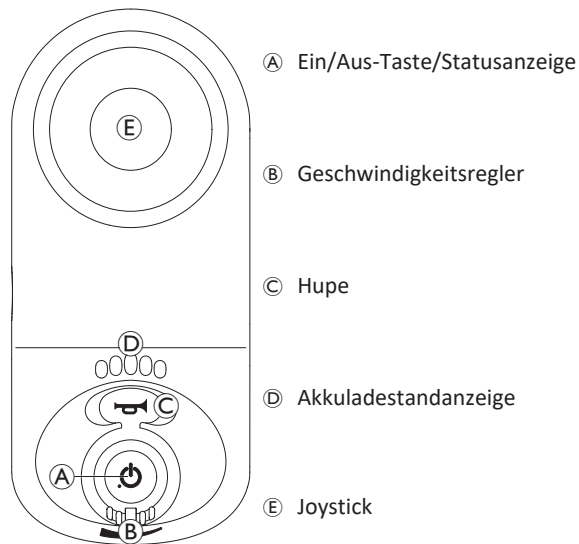 Ⓔ
Ⓓ
Ⓒ
Ⓐ
Ⓑ
Ⓐ Ein/Aus-Taste/Statusanzeige
Ⓑ Geschwindigkeitsregler
Ⓒ Hupe
Ⓓ Akkuladestandanzeige
Ⓔ Joystick